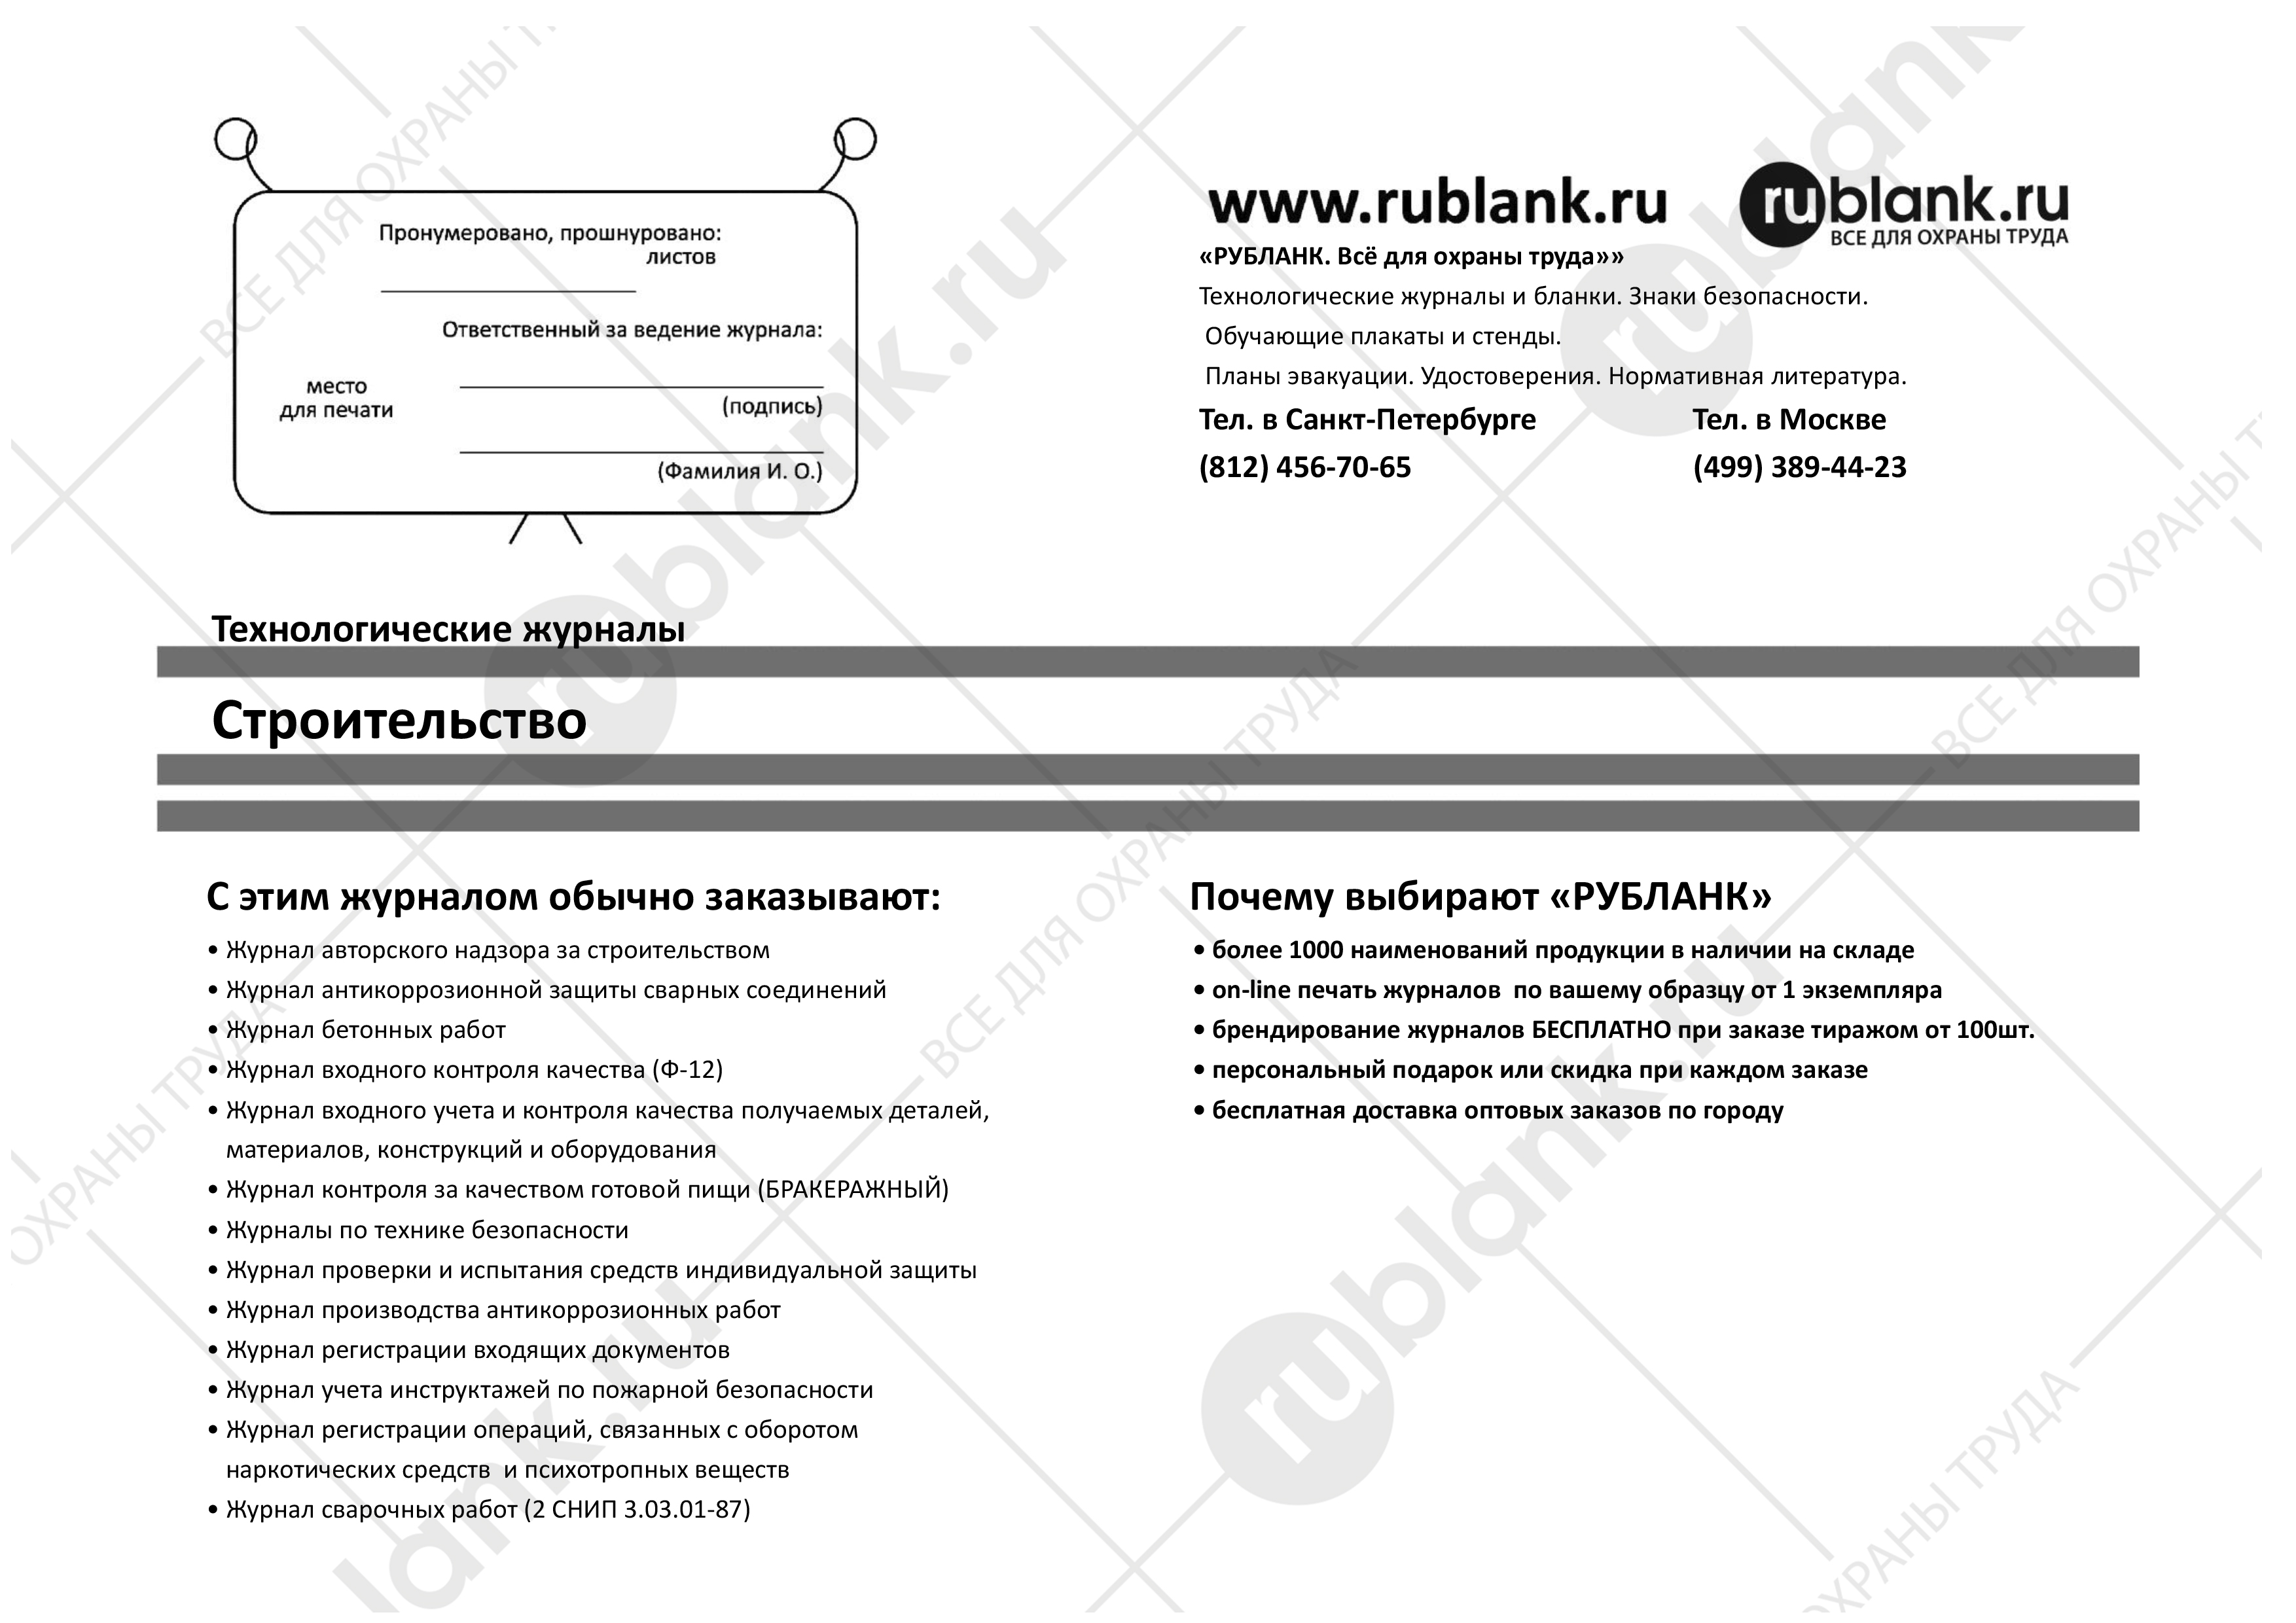 Пронумеровано, прошнуровано:
листов
Ответственный за ведение журнала:
место
для печати
(подпись)
(Фамилия И. О.)
www.rublank.ru
rublank.ru
ВСЕ ДЛЯ ОХРАНЫ ТРУДА
«РУБЛАНК. Всё для охраны труда»»
Технологические журналы и бланки. Знаки безопасности.
Обучающие плакаты и стенды.
Планы эвакуации. Удостоверения. Нормативная литература.
Тел. в Санкт-Петербурге
(812) 456-70-65
Тел. в Москве
(499) 389-44-23
Технологические журналы
Строительство
С этим журналом обычно заказывают:
• Журнал авторского надзора за строительством
• Журнал антикоррозионной защиты сварных соединений
• Журнал бетонных работ
• Журнал входного контроля качества (Ф-12)
• Журнал входного учета и контроля качества получаемых деталей,
материалов, конструкций и оборудования
• Журнал контроля за качеством готовой пищи (БРАКЕРАЖНЫЙ)
• Журналы по технике безопасности
• Журнал проверки и испытания средств индивидуальной защиты
• Журнал производства антикоррозионных работ
• Журнал регистрации входящих документов
• Журнал учета инструктажей по пожарной безопасности
• Журнал регистрации операций, связанных с оборотом
наркотических средств и психотропных веществ
• Журнал сварочных работ (2 СНИП 3.03.01-87)
Почему выбирают «РУБЛАНК»
• более 1000 наименований продукции в наличии на складе
• on-line печать журналов по вашему образцу от 1 экземпляра
• брендирование журналов БЕСПЛАТНО при заказе тиражом от 100шт.
• персональный подарок или скидка при каждом заказе
• бесплатная доставка оптовых заказов по городу
rublank.ru
ВСЕ ДЛЯ ОХРАНЫ ТРУДА